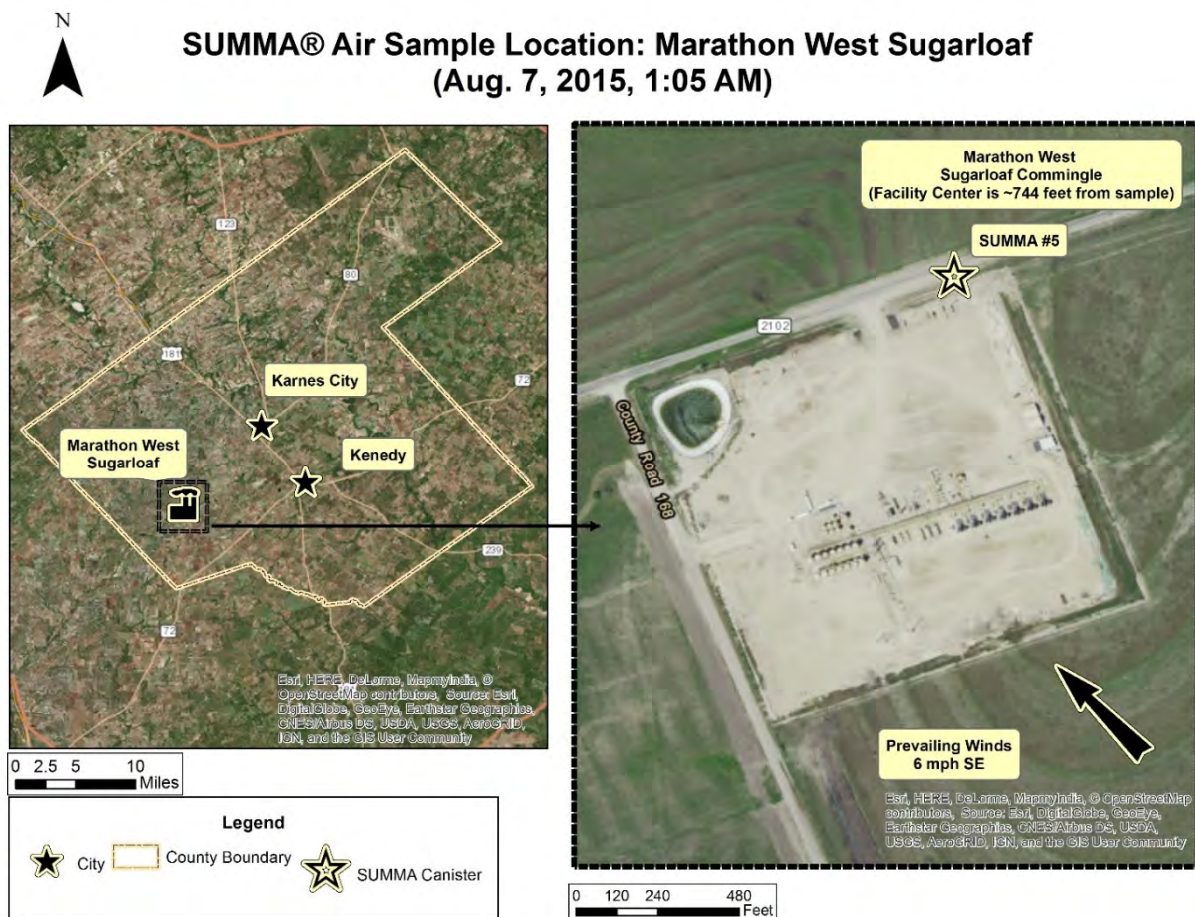 N
SUMMA® Air Sample Location: Marathon West Sugarloaf
(Aug. 7, 2015, 1:05 AM)
123
80
181
72
Karnes City
Kenedy
Marathon West
Sugarloaf
239
72
Esri, HERE, DeLorme, MapmyIndia, ©
OpenStreetMap contributors, Source: Esri,
DigitalGlobe, GeoEye, Earthstar Geographics,
CNES/Airbus DS, USDA, USGS, AeroGRID,
IGN, and the GIS User Community
0 2.5 5 10
Miles
Legend
City
County Boundary
SUMMA Canister
Marathon West
Sugarloaf Commingle
(Facility Center is ~744 feet from sample)
SUMMA #5
2102
County Road 168
Prevailing Winds
6 mph SE
Esri, HERE, DeLorme, MapmyIndia, © OpenStreetMap
contributors, Source: Esri, DigitalGlobe, GeoEye,
Earthstar Geographics, CNES/Airbus DS, USDA,
USGS, AeroGRID, IGN, and the GIS User Community
0 120 240 480
Feet